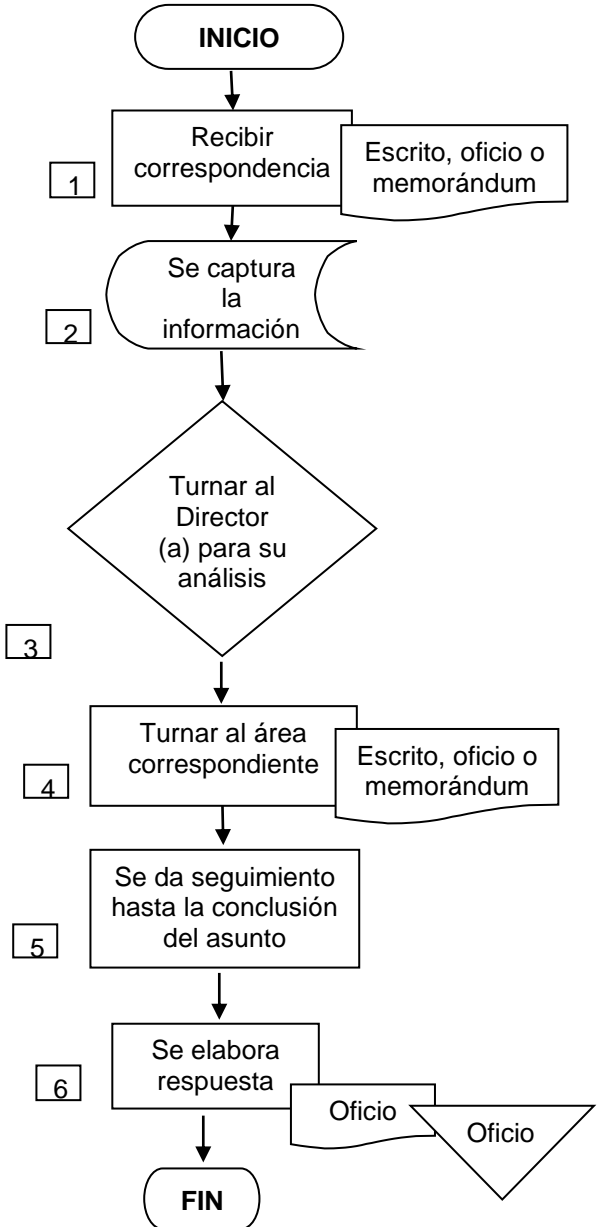 INICIO
1
Recibir
correspondencia
Escrito, oficio o
memorándum
2
Se captura
la
información
3
Turnar al
Director
(a) para su
análisis
4
Turnar al área
correspondiente
Escrito, oficio o
memorándum
5
Se da seguimiento
hasta la conclusión
del asunto
6
Se elabora
respuesta
Oficio
Oficio
FIN